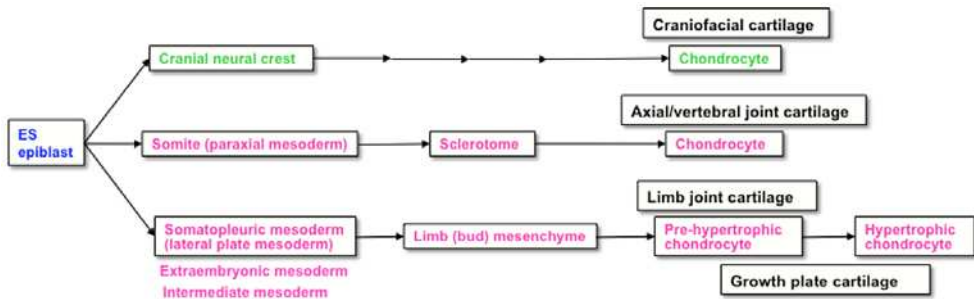 Craniofacial cartilage
Cranial neural crest
Chondrocyte
Axial/vertebral joint cartilage
ES
epiblast
Somite (paraxial mesoderm)
Sclerotome
Chondrocyte
Limb joint cartilage
Somatopleuric mesoderm
(lateral plate mesoderm)
Limb (bud) mesenchyme
Pre-hypertrophic
chondrocyte
Hypertrophic
chondrocyte
Extraembryonic mesoderm
Intermediate mesoderm
Growth plate cartilage